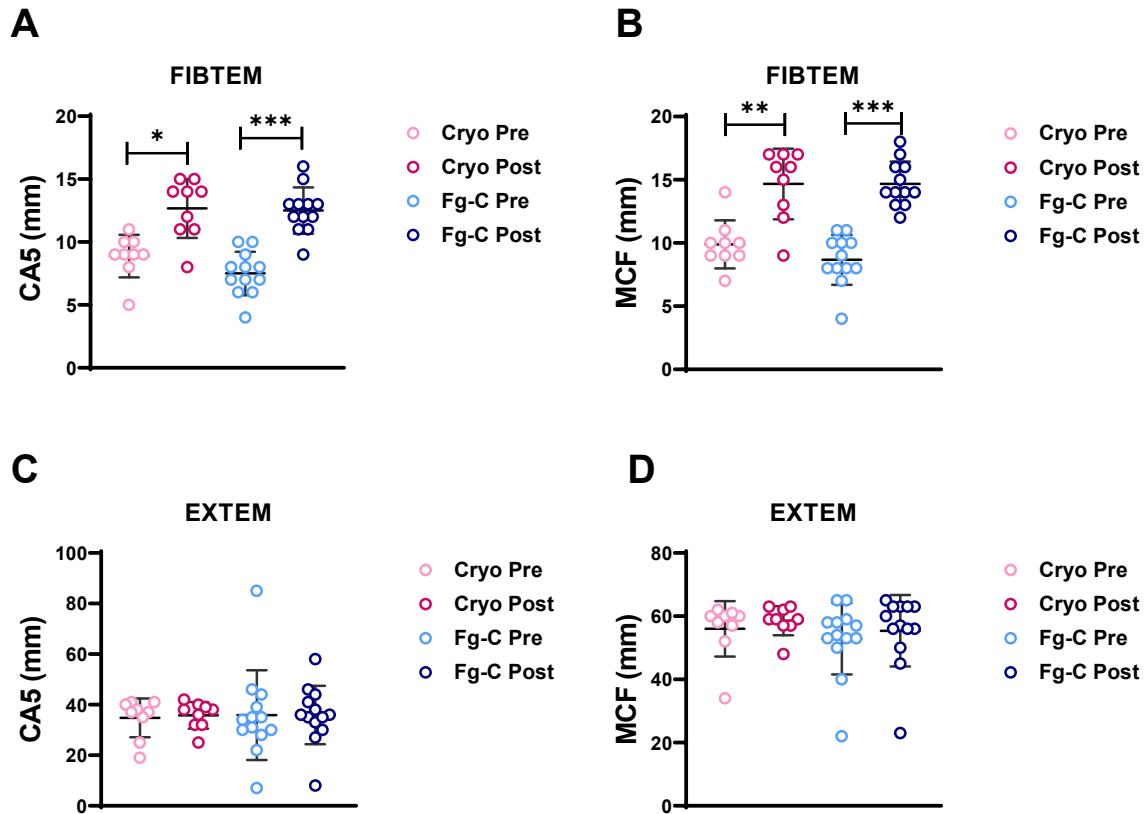 A
FIBTEM
CA5 (mm)
20
15
10
5
0
*
***
Cryo Pre
Cryo Post
Fg-C Pre
Fg-C Post
B
FIBTEM
MCF (mm)
20
15
10
5
0
**
***
Cryo Pre
Cryo Post
Fg-C Pre
Fg-C Post
C
EXTEM
CA5 (mm)
100
80
60
40
20
0
Cryo Pre
Cryo Post
Fg-C Pre
Fg-C Post
D
EXTEM
MCF (mm)
80
60
40
20
0
Cryo Pre
Cryo Post
Fg-C Pre
Fg-C Post